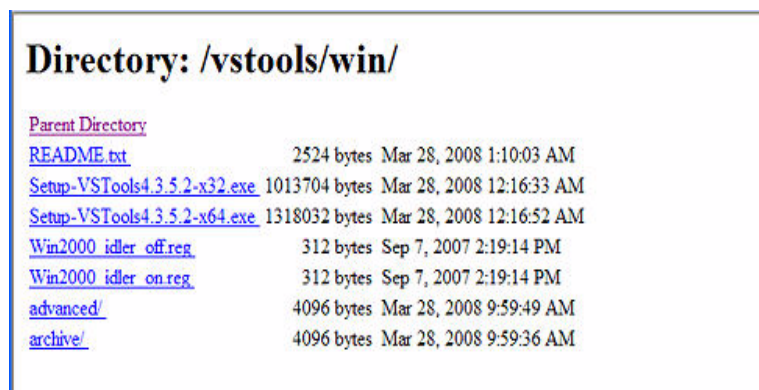 Directory: /vstools/win/
Parent Directory
README.txt 2524 bytes Mar 28, 2008 1:10:03 AM
Setup-VSTools4.3.5.2-x32.exe 1013704 bytes Mar 28, 2008 12:16:33 AM
Setup-VSTools4.3.5.2-x64.exe 1318032 bytes Mar 28, 2008 12:16:52 AM
Win2000_idler_off.reg 312 bytes Sep 7, 2007 2:19:14 PM
Win2000_idler_on.reg 312 bytes Sep 7, 2007 2:19:14 PM
advanced/ 4096 bytes Mar 28, 2008 9:59:49 AM
archive/ 4096 bytes Mar 28, 2008 9:59:36 AM